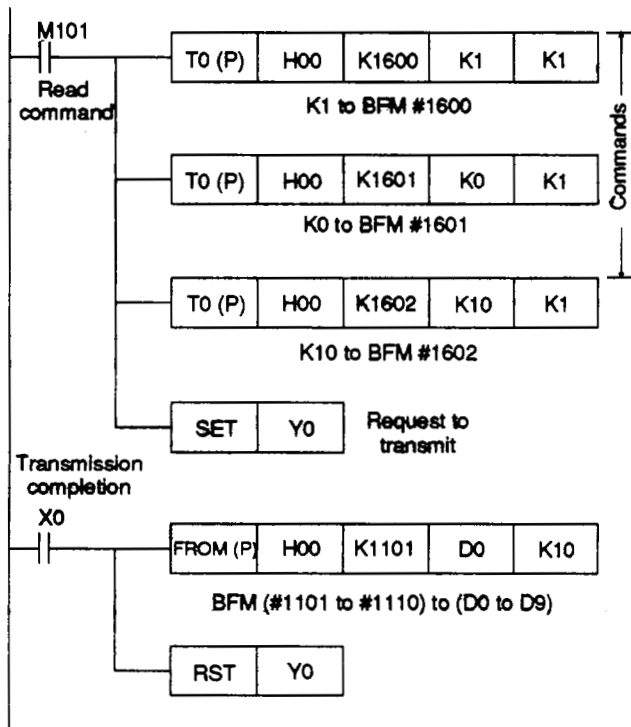 M101
Read
command
T0 (P) H00 K1600 K1 K1
K1 to BFM #1600
T0 (P) H00 K1601 K0 K1
K0 to BFM #1601
T0 (P) H00 K1602 K10 K1
K10 to BFM #1602
Commands
SET Y0
Request to
transmit
Transmission
completion
X0
FROM (P) H00 K1101 D0 K10
BFM (#1101 to #1110) to (D0 to D9)
RST Y0